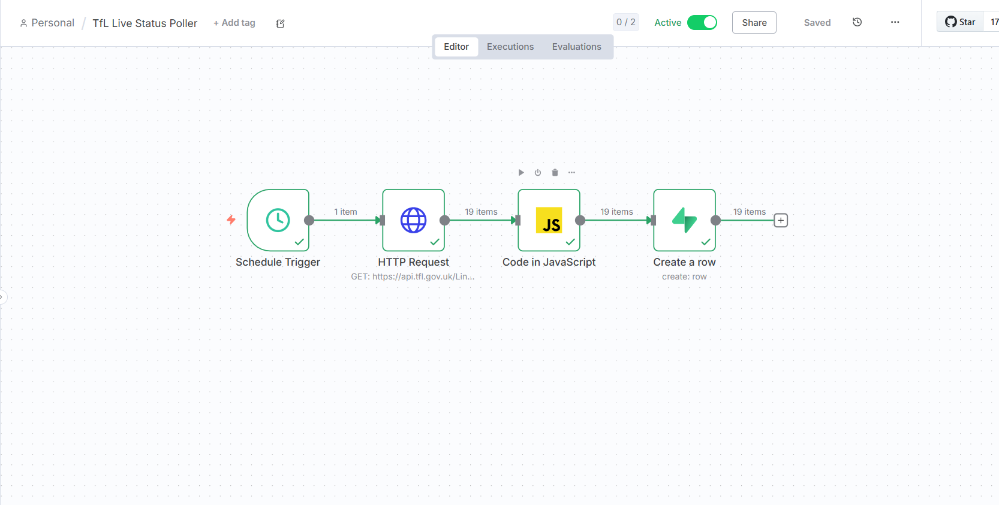 Personal / TfL Live Status Poller + Add tag
0 / 2 Active Share Saved Star 17
Editor Executions Evaluations
1 item 19 items 19 items 19 items
JS
Schedule Trigger HTTP Request Code in JavaScript Create a row
GET: https://api.tfl.gov.uk/Lin... create: row